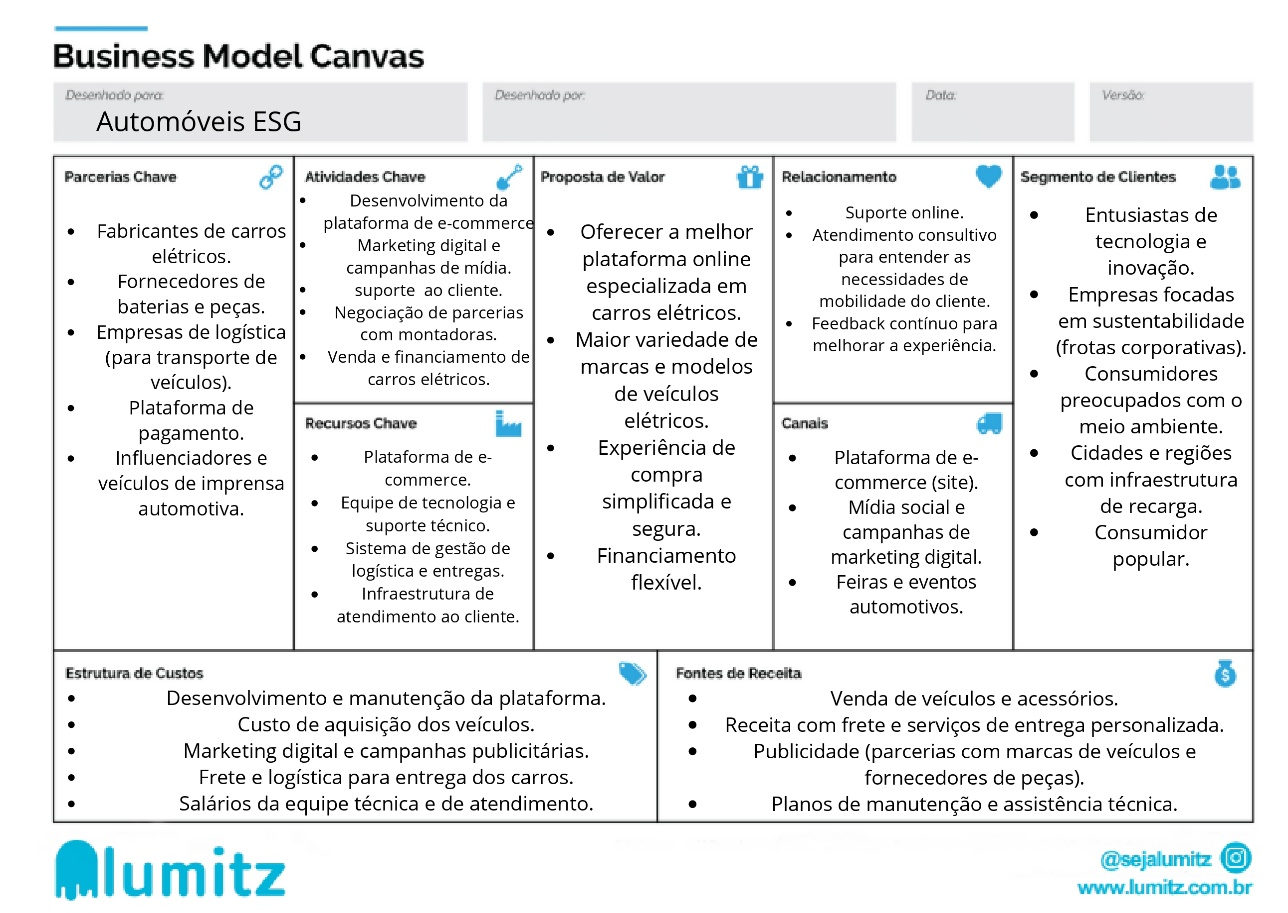 Business Model Canvas
Desenhado para:
Automóveis ESG
Desenhado por:
Data:
Versão:
Parcerias Chave
• Fabricantes de carros
elétricos.
• Fornecedores de
baterias e peças.
• Empresas de logística
(para transporte de
veículos).
• Plataforma de
pagamento.
• Influenciadores e
veículos de imprensa
automotiva.
Atividades Chave
• Desenvolvimento da
plataforma de e-commerce
• Marketing digital e
campanhas de mídia.
• suporte ao cliente.
• Negociação de parcerias
com montadoras.
• Venda e financiamento de
carros elétricos.
Recursos Chave
• Plataforma de e-
commerce.
• Equipe de tecnologia e
suporte técnico.
• Sistema de gestão de
logística e entregas.
• Infraestrutura de
atendimento ao cliente.
Proposta de Valor
• Oferecer a melhor
plataforma online
especializada em
carros elétricos.
• Maior variedade de
marcas e modelos
de veículos
elétricos.
• Experiência de
compra
simplificada e
segura.
• Financiamento
flexível.
Relacionamento
• Suporte online.
• Atendimento consultivo
para entender as
necessidades de
mobilidade do cliente.
• Feedback contínuo para
melhorar a experiência.
Canais
• Plataforma de e-
commerce (site).
• Mídia social e
campanhas de
marketing digital.
• Feiras e eventos
automotivos.
Segmento de Clientes
• Entusiastas de
tecnologia e
inovação.
• Empresas focadas
em sustentabilidade
(frotas corporativas).
• Consumidores
preocupados com o
meio ambiente.
• Cidades e regiões
com infraestrutura
de recarga.
• Consumidor
popular.
Estrutura de Custos
• Desenvolvimento e manutenção da plataforma.
• Custo de aquisição dos veículos.
• Marketing digital e campanhas publicitárias.
• Frete e logística para entrega dos carros.
• Salários da equipe técnica e de atendimento.
Fontes de Receita
$
• Venda de veículos e acessórios.
• Receita com frete e serviços de entrega personalizada.
• Publicidade (parcerias com marcas de veículos e
fornecedores de peças).
• Planos de manutenção e assistência técnica.
lumitz
@sejalumitz
www.lumitz.com.br